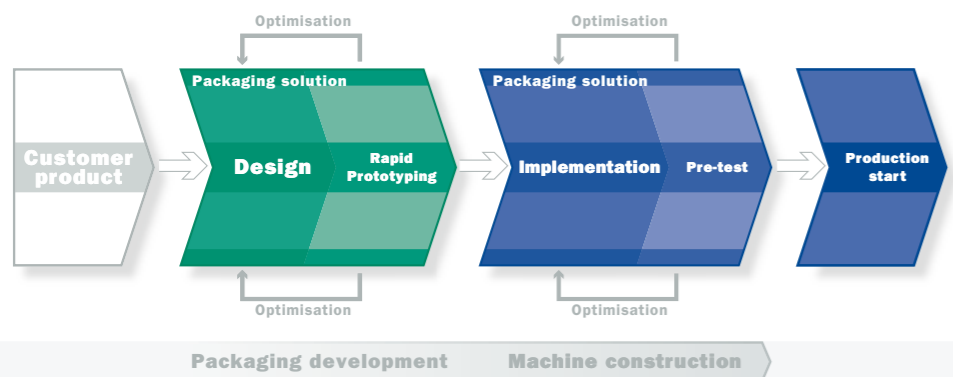 Optimisation
Optimisation
Packaging solution
Packaging solution
Customer
product
Design
Rapid
Prototyping
Implementation
Pre-test
Production
start
Optimisation
Optimisation
Packaging development
Machine construction